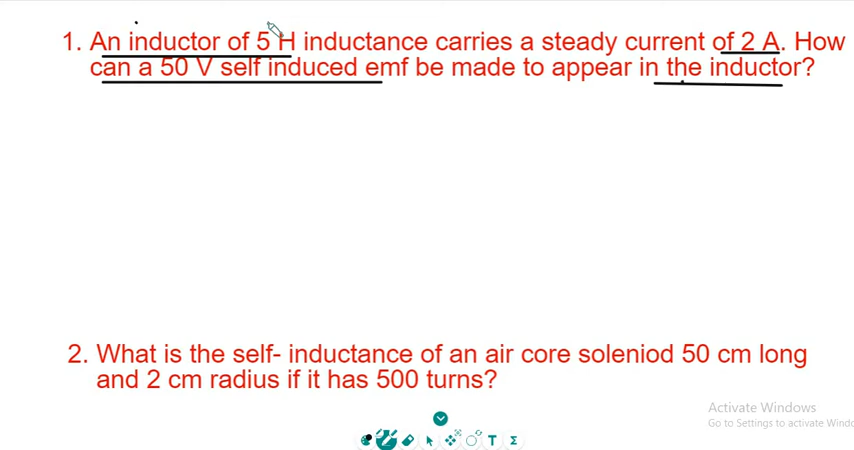 1. An inductor of 5 H inductance carries a steady current of 2 A. How
can a 50 V self induced emf be made to appear in the inductor?
2. What is the self- inductance of an air core soleniod 50 cm long
and 2 cm radius if it has 500 turns?
Activate Windows
Go to Settings to activate Windo
T Σ